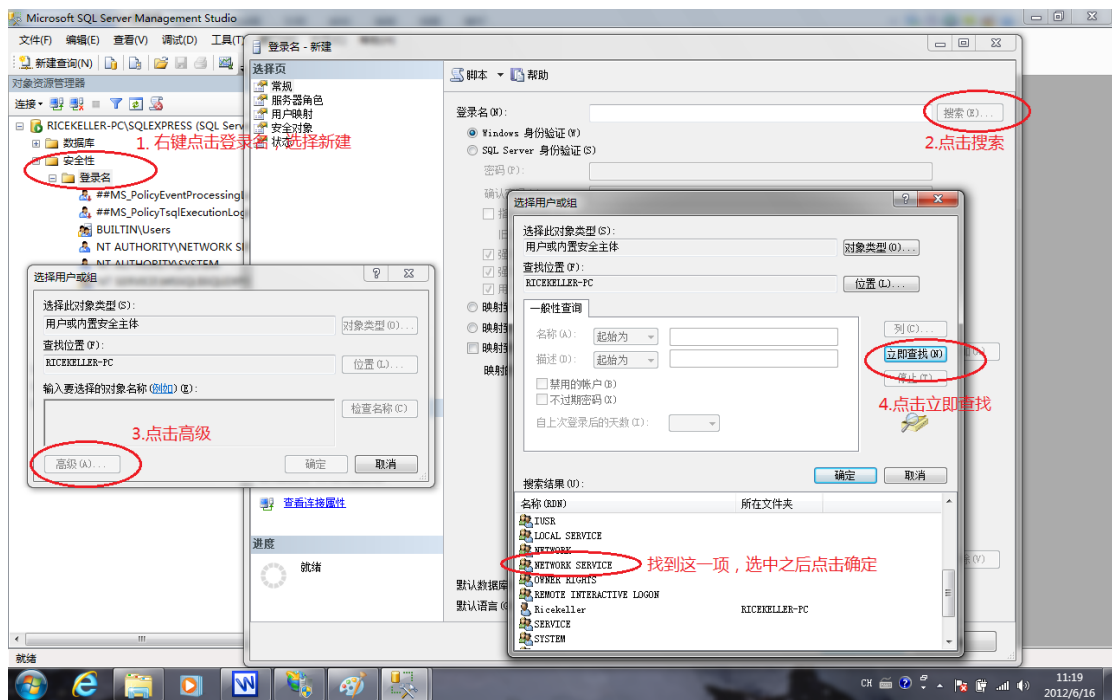 Microsoft SQL Server Management Studio
文件(F) 编辑(E) 查看(V) 调试(D) 工具(T
新建查询(N)
对象资源管理器
连接
RICEKELLER-PC\SQLEXPRESS (SQL Serv
数据库
安全性
登录名
##MS_PolicyEventProcessingL
##MS_PolicyTsqlExecutionLog
BUILTIN\Users
NT AUTHORITY\NETWORK SE
NT AUTHORITY\SYSTEM
1. 右键点击登录名，选择新建
登录名 - 新建
选择页
常规
服务器角色
用户映射
安全对象
状态
脚本
帮助
登录名(N):
搜索(E)...
2.点击搜索
Windows 身份验证(W)
SQL Server 身份验证(S)
密码(P):
确认
映射到
映射到
映射到
查看连接属性
进度
就绪
默认数据库
默认语言(G
选择用户或组
选择此对象类型(S):
用户或内置安全主体
对象类型(O)...
查找位置(F):
RICEKELLER-PC
位置(L)...
输入要选择的对象名称(例如)(E):
检查名称(C)
3.点击高级
高级(A)...
确定
取消
选择用户或组
选择此对象类型(S):
用户或内置安全主体
对象类型(O)...
查找位置(F):
RICEKELLER-PC
位置(L)...
一般性查询
名称(A):
起始为
描述(D):
起始为
禁用的帐户(B)
不过期密码(X)
自上次登录后的天数(I):
列(C)...
立即查找(N)
停止(T)
4.点击立即查找
确定
取消
搜索结果(U):
名称(RDN)
所在文件夹
IUSR
LOCAL SERVICE
NETWORK
NETWORK SERVICE
找到这一项，选中之后点击确定
OWNER RIGHTS
REMOTE INTERACTIVE LOGON
Ricekeller
RICEKELLER-PC
SERVICE
SYSTEM
就绪
CH
11:19
2012/6/16